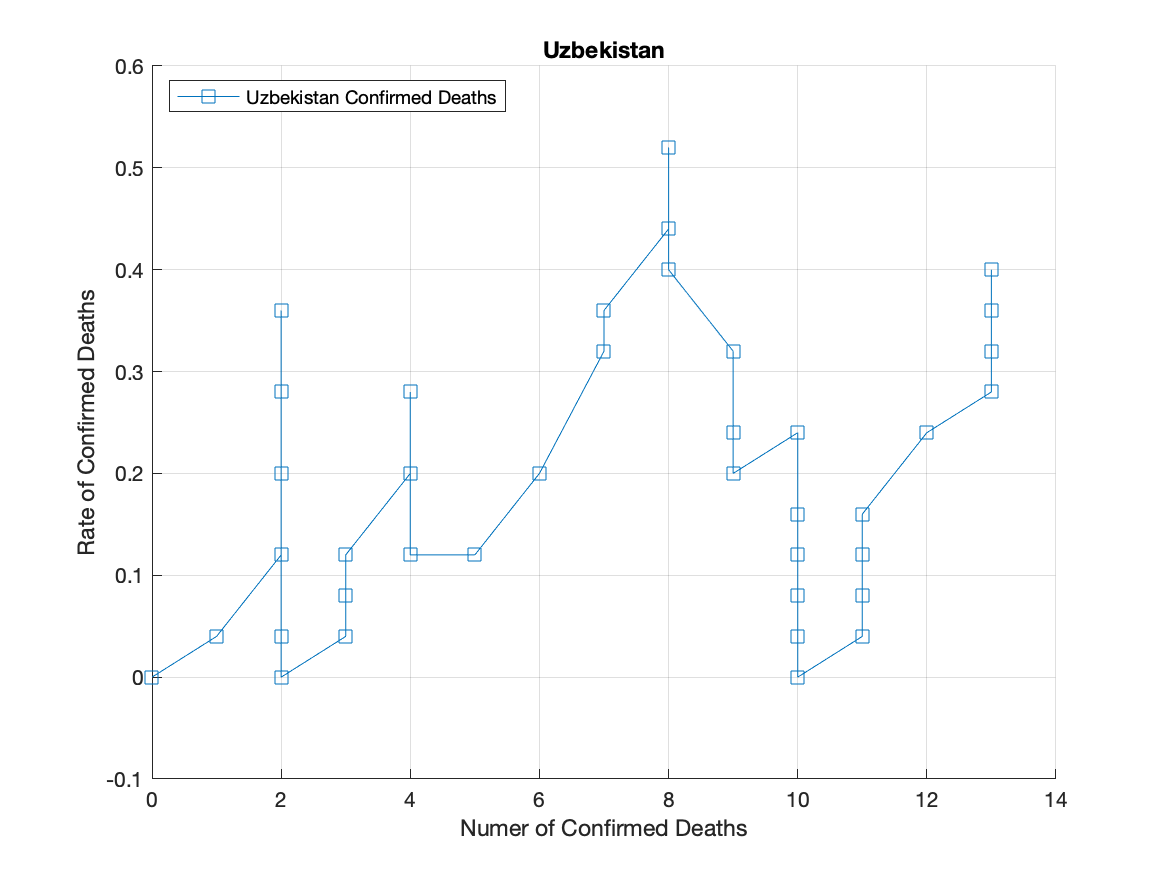 Uzbekistan
Uzbekistan Confirmed Deaths
0.6
0.5
0.4
0.3
0.2
0.1
0
-0.1
Rate of Confirmed Deaths
0 2 4 6 8 10 12 14
Numer of Confirmed Deaths